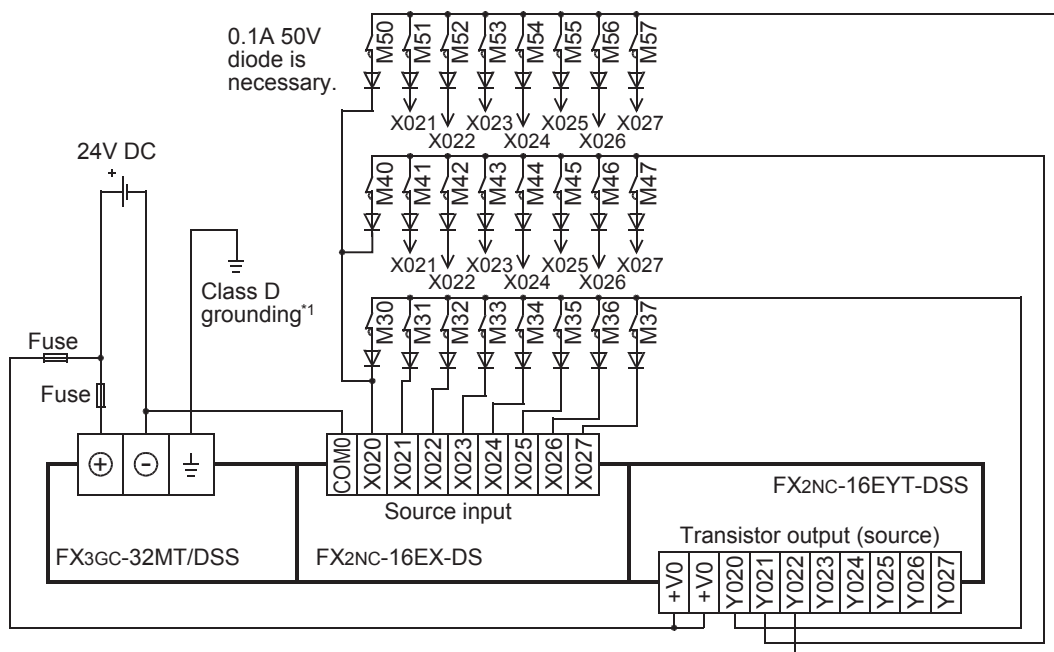 0.1A 50V
diode is
necessary.
M50 M51 M52 M53 M54 M55 M56 M57
X021 X023 X025 X027
X022 X024 X026
24V DC
+
M40 M41 M42 M43 M44 M45 M46 M47
X021 X023 X025 X027
X022 X024 X026
Class D
grounding*1
M30 M31 M32 M33 M34 M35 M36 M37
Fuse
Fuse
+ -
COM0 X020 X021 X022 X023 X024 X025 X026 X027
Source input
FX2NC-16EYT-DSS
Transistor output (source)
FX3GC-32MT/DSS
FX2NC-16EX-DS
+V0 +V0 Y020 Y021 Y022 Y023 Y024 Y025 Y026 Y027